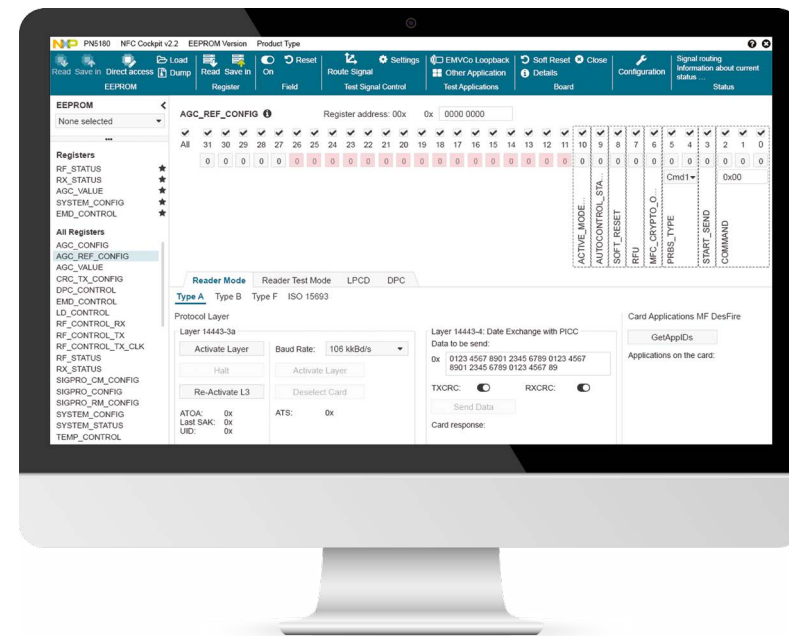 NXP PN5180 NFC Cockpit v2.2 EEPROM Version Product Type
Read Save in Direct access Load Dump
EEPROM
Read Save in
Register
On Reset
Field
Route Signal Settings
Test Signal Control
EMVCo Loopback
Other Application
Test Applications
Soft Reset Close
Details
Board
Configuration
Signal routing
Information about current
status ...
Status
EEPROM
None selected
Registers
RF_STATUS
RX_STATUS
AGC_VALUE
SYSTEM_CONFIG
EMD_CONTROL
All Registers
AGC_CONFIG
AGC_REF_CONFIG
AGC_VALUE
CRC_TX_CONFIG
DPC_CONTROL
EMD_CONTROL
LD_CONTROL
RF_CONTROL_RX
RF_CONTROL_TX
RF_CONTROL_TX_CLK
RF_STATUS
RX_STATUS
SIGPRO_CM_CONFIG
SIGPRO_CONFIG
SIGPRO_RM_CONFIG
SYSTEM_CONFIG
SYSTEM_STATUS
TEMP_CONTROL
AGC_REF_CONFIG Register address: 00x 0x 0000 0000
All 31 30 29 28 27 26 25 24 23 22 21 20 19 18 17 16 15 14 13 12 11 10 9 8 7 6 5 4 3 2 1 0
0 0 0 0 0 0 0 0 0 0 0 0 0 0 0 0 0 0 0 0 0 0 0 0 0 0 0 0 0 0 0 0
Cmd1 0x00
ACTIVE_MODE...
AUTOCONTROL_STA...
SOFT_RESET
RFU
MFC_CRYPTO_O...
PRBS_TYPE
START_SEND
COMMAND
Reader Mode Reader Test Mode LPCD DPC
Type A Type B Type F ISO 15693
Protocol Layer
Layer 14443-3a
Activate Layer
Halt
Re-Activate L3
ATOA: 0x
Last SAK: 0x
UID: 0x
Baud Rate: 106 kkBd/s
Activate Layer
Deselect Card
ATS: 0x
Layer 14443-4: Date Exchange with PICC
Data to be send:
0x 0123 4567 8901 2345 6789 0123 4567
8901 2345 6789 0123 4567 89
TXCRC: RXCRC:
Send Data
Card response:
Card Applications MF DesFire
GetAppIDs
Applications on the card: